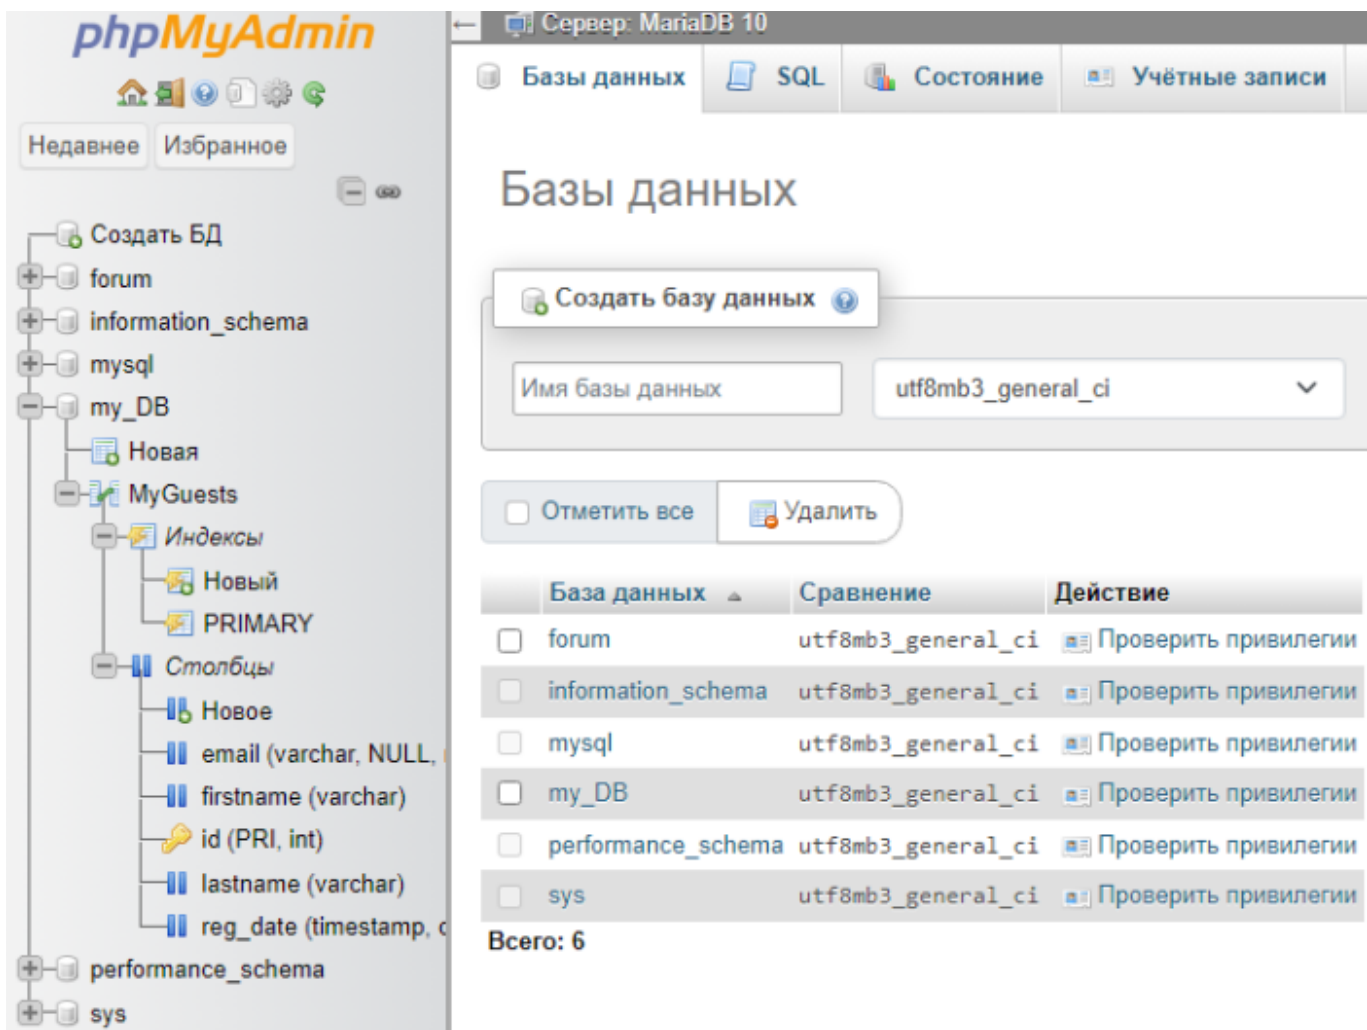 phpMyAdmin
Недавнее Избранное
Создать БД
forum
information_schema
mysql
my_DB
Новая
MyGuests
Индексы
Новый
PRIMARY
Столбцы
Новое
email (varchar, NULL,
firstname (varchar)
id (PRI, int)
lastname (varchar)
reg_date (timestamp,
performance_schema
sys
Сервер: MariaDB 10
Базы данных SQL Состояние Учётные записи
Базы данных
Создать базу данных
Имя базы данных utf8mb3_general_ci
Отметить все Удалить
База данных Сравнение Действие
forum utf8mb3_general_ci Проверить привилегии
information_schema utf8mb3_general_ci Проверить привилегии
mysql utf8mb3_general_ci Проверить привилегии
my_DB utf8mb3_general_ci Проверить привилегии
performance_schema utf8mb3_general_ci Проверить привилегии
sys utf8mb3_general_ci Проверить привилегии
Всего: 6